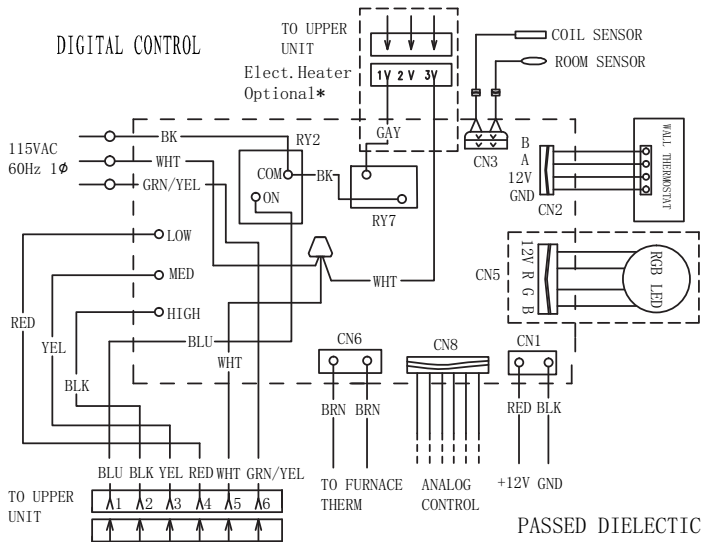 DIGITAL CONTROL
TO UPPER
UNIT
Elect.Heater
Optional*
1V 2V 3V
COIL SENSOR
ROOM SENSOR
115VAC
60Hz 1φ
BK
WHT
GRN/YEL
RY2
COM
ON
BK
GAY
RY7
CN3
B
A
12V
GND
CN2
WALL THERMOSTAT
LOW
MED
HIGH
WHT
CN5
12V R G B
RGB LED
RED
YEL
BLK
BLU
WHT
CN6
CN8
CN1
BRN BRN
RED BLK
BLU BLK YEL RED WHT GRN/YEL
TO FURNACE
THERM
ANALOG
CONTROL
+12V GND
TO UPPER
UNIT
1 2 3 4 5 6
PASSED DIELECTIC